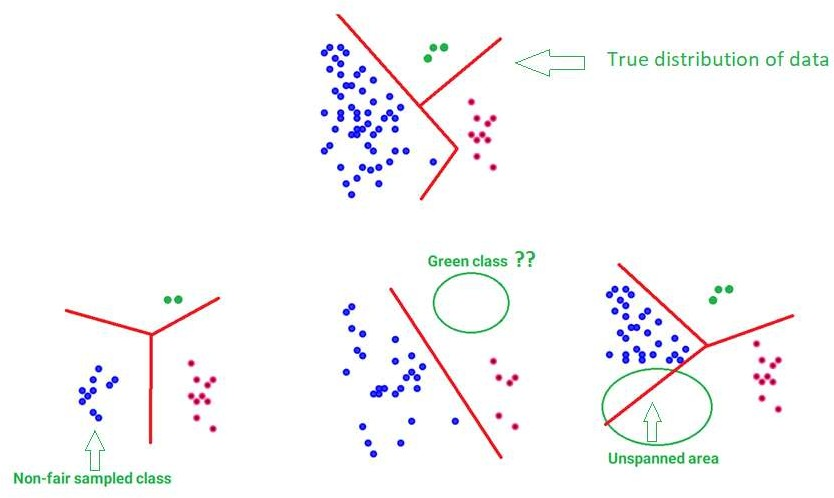 True distribution of data
Green class ??
Non-fair sampled class
Unspanned area